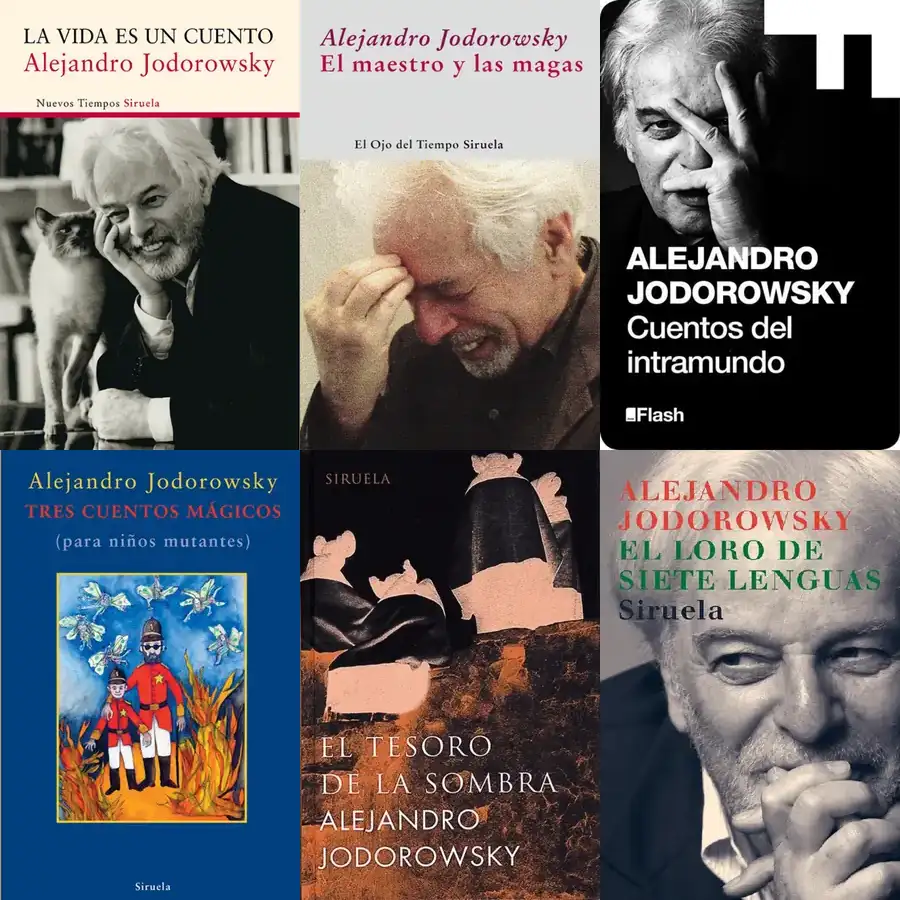 LA VIDA ES UN CUENTO
Alejandro Jodorowsky
Nuevos Tiempos Siruela
Alejandro Jodorowsky
El maestro y las magas
El Ojo del Tiempo Siruela
ALEJANDRO
JODOROWSKY
Cuentos del
intramundo
Flash
Alejandro Jodorowsky
TRES CUENTOS MÁGICOS
(para niños mutantes)
Siruela
SIRUELA
EL TESORO
DE LA SOMBRA
ALEJANDRO
JODOROWSKY
ALEJANDRO
JODOROWSKY
EL LORO DE
SIETE LENGUAS
Siruela